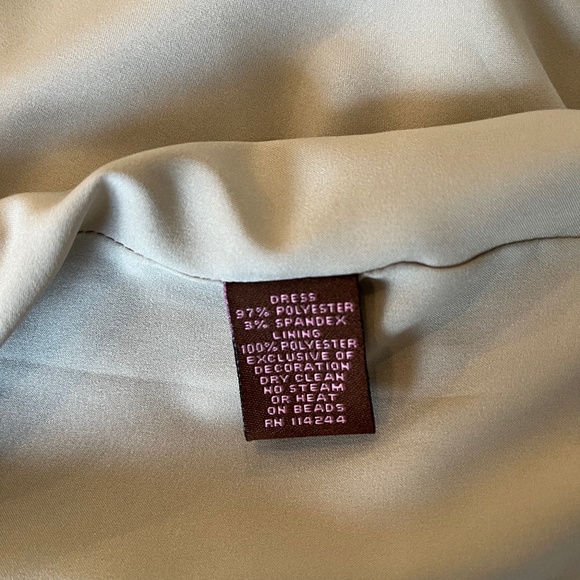 DRESS
97% POLYESTER
3% SPANDEX
LINING
100% POLYESTER
EXCLUSIVE OF
DECORATION
DRY CLEAN
NO STEAM
OR HEAT
ON BEADS
RN 114244